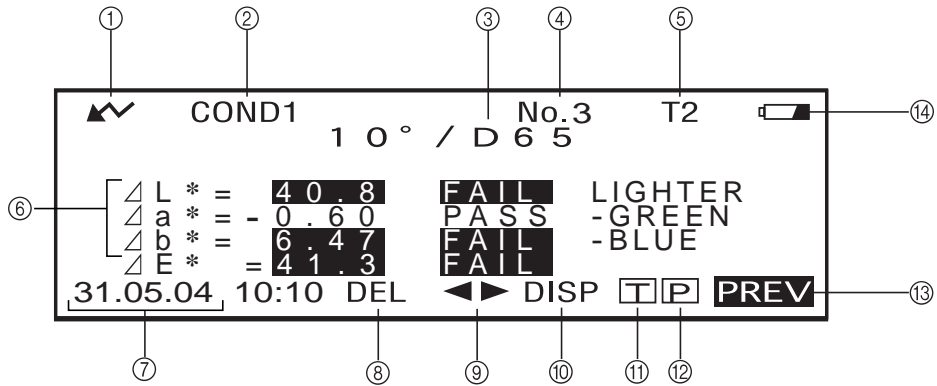 ① ② ③ ④ ⑤
COND1 No.3 T2 ⑭
10°/D65
⑥ ⊿L*= 40.8 FAIL LIGHTER
⊿a*=-0.60 PASS -GREEN
⊿b*= 6.47 FAIL -BLUE
⊿E* =41.3 FAIL
31.05.04 10:10 DEL ◀▶ DISP T P PREV ⑬
⑦ ⑧ ⑨ ⑩ ⑪ ⑫